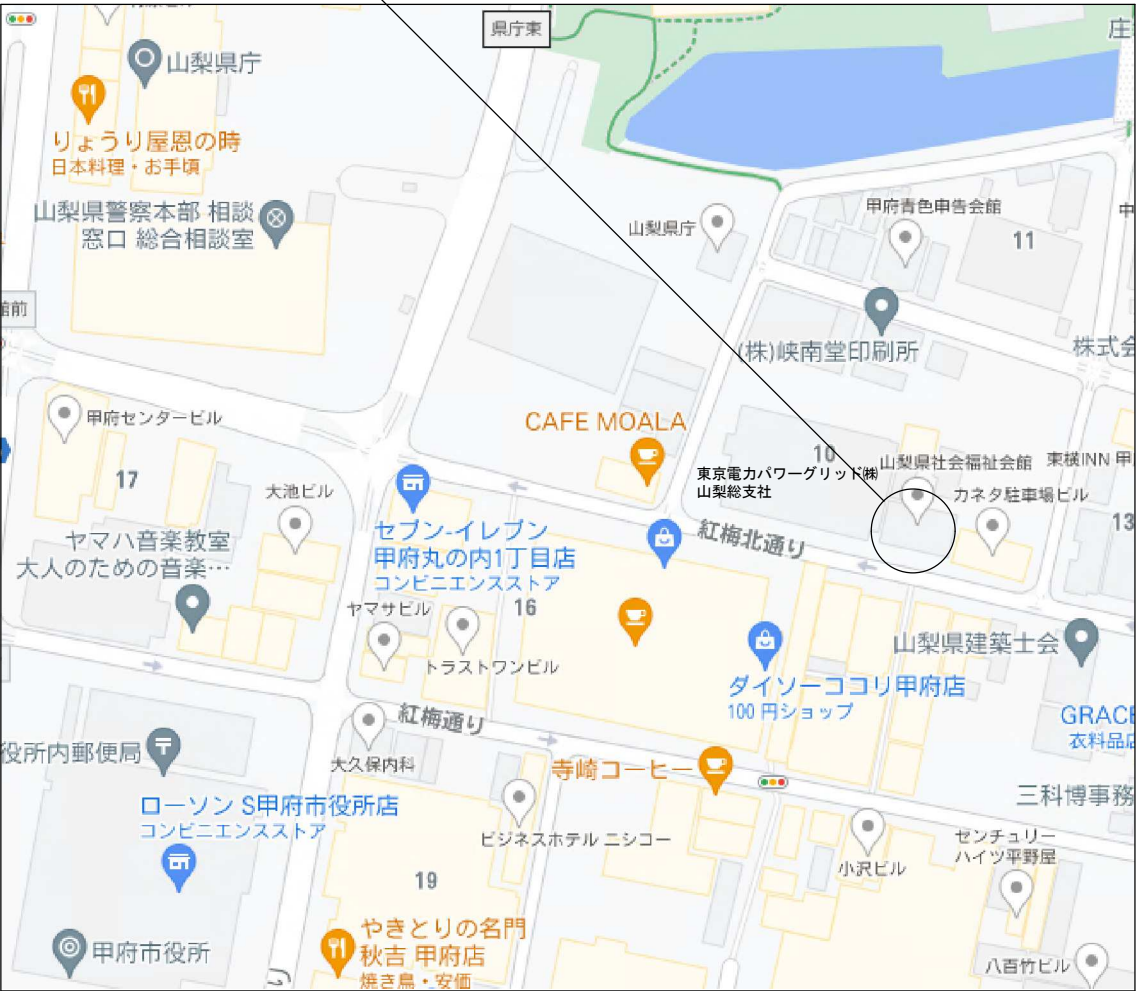 県庁東
庄
山梨県庁
りょうり屋恩の時
日本料理・お手頃
山梨県警察本部 相談
窓口 総合相談室
山梨県庁
甲府青色申告会館
中
11
館前
(株)峡南堂印刷所
株式会
甲府センタービル
CAFE MOALA
17
10
東京電力パワーグリッド㈱
山梨総支社
山梨県社会福祉会館
東横INN 甲
大池ビル
カネタ駐車場ビル
13
セブン-イレブン
甲府丸の内1丁目店
コンビニエンスストア
紅梅北通り
ヤマハ音楽教室
大人のための音楽…
ヤマサビル
16
トラストワンビル
山梨県建築士会
ダイソーココリ甲府店
100 円ショップ
GRACE
衣料品店
紅梅通り
役所内郵便局
大久保内科
寺崎コーヒー
ローソン S甲府市役所店
コンビニエンスストア
三科博事務
ビジネスホテル ニシコー
センチュリー
ハイツ平野屋
小沢ビル
19
やきとりの名門
秋吉 甲府店
焼き鳥・安価
甲府市役所
八百竹ビル